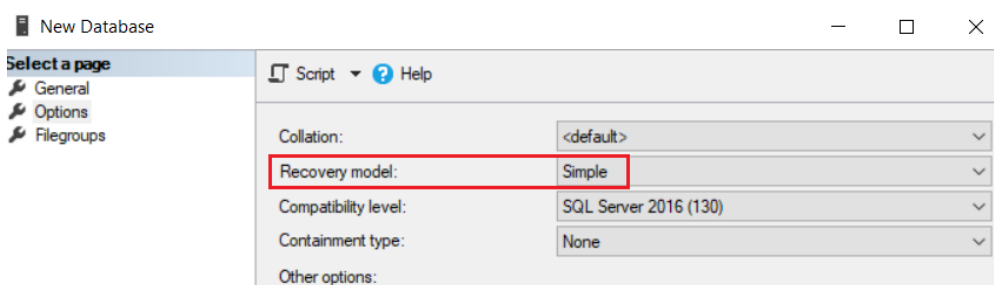 New Database
Select a page
General
Options
Filegroups
Script Help
Collation: <default>
Recovery model: Simple
Compatibility level: SQL Server 2016 (130)
Containment type: None
Other options: